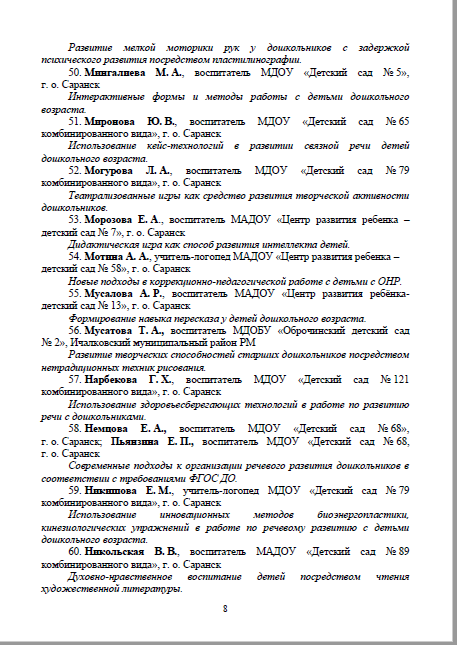 Развитие мелкой моторики рук у дошкольников с задержкой
психического развития посредством пластилинографии.
50. Мингалиева М. А., воспитатель МДОУ «Детский сад № 5»,
г. о. Саранск
Интерактивные формы и методы работы с детьми дошкольного
возраста.
51. Миронова Ю. В., воспитатель МДОУ «Детский сад № 65
комбинированного вида», г. о. Саранск
Использование кейс-технологий в развитии связной речи детей
дошкольного возраста.
52. Могурова Л. А., воспитатель МДОУ «Детский сад № 79
комбинированного вида», г. о. Саранск
Театрализованные игры как средство развития творческой активности
дошкольников.
53. Морозова Е. А., воспитатель МАДОУ «Центр развития ребенка –
детский сад № 7», г. о. Саранск
Дидактическая игра как способ развития интеллекта детей.
54. Мотина А. А., учитель-логопед МАДОУ «Центр развития ребенка –
детский сад № 58», г. о. Саранск
Новые подходы в коррекционно-педагогической работе с детьми с ОНР.
55. Мусалова А. Р., воспитатель МАДОУ «Центр развития ребёнка-
детский сад № 13», г. о. Саранск
Формирование навыка пересказа у детей дошкольного возраста.
56. Мусатова Т. А., воспитатель МДОБУ «Оброчинский детский сад
№ 2», Ичалковский муниципальный район РМ
Развитие творческих способностей старших дошкольников посредством
нетрадиционных техник рисования.
57. Нарбекова Г. Х., воспитатель МДОУ «Детский сад № 121
комбинированного вида», г. о. Саранск
Использование здоровьесберегающих технологий в работе по развитию
речи с дошкольниками.
58. Немцова Е. А., воспитатель МДОУ «Детский сад № 68»,
г. о. Саранск; Пьянзина Е. П., воспитатель МДОУ «Детский сад № 68,
г. о. Саранск
Современные подходы к организации речевого развития дошкольников в
соответствии с требованиями ФГОС ДО.
59. Никишова Е. М., учитель-логопед МДОУ «Детский сад № 79
комбинированного вида», г. о. Саранск
Использование инновационных методов биоэнергопластики,
кинезиологических упражнений в работе по речевому развитию с детьми
дошкольного возраста.
60. Никольская В. В., воспитатель МАДОУ «Детский сад № 89
комбинированного вида», г. о. Саранск
Духовно-нравственное воспитание детей посредством чтения
художественной литературы.
8